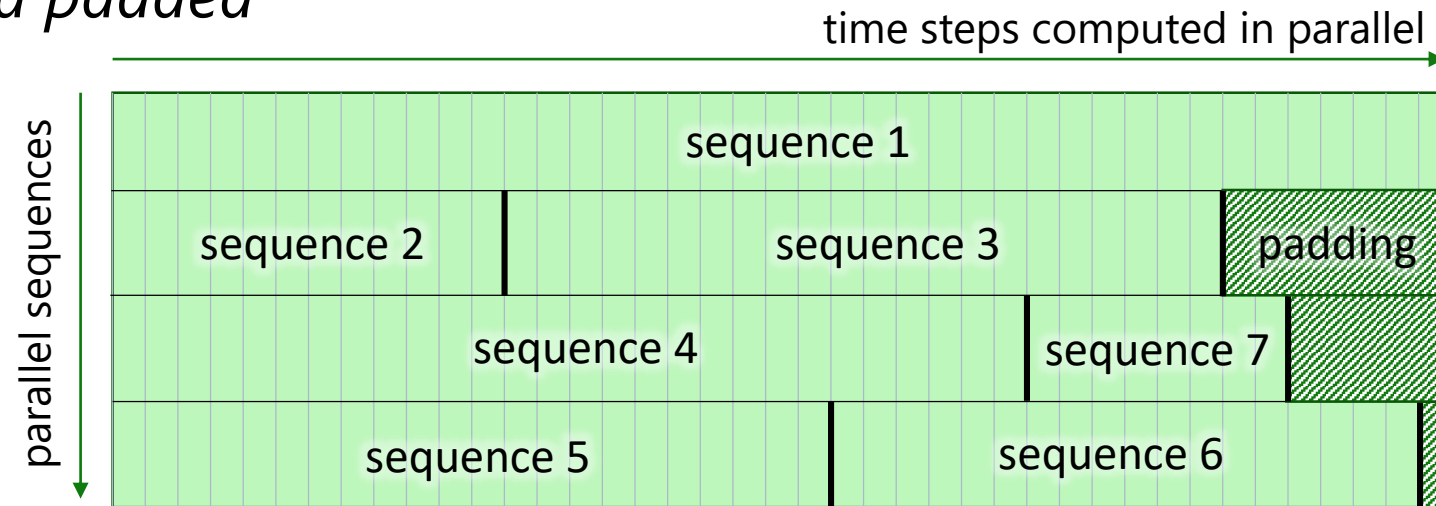 padded
time steps computed in parallel
parallel sequences
sequence 1
sequence 2
sequence 3
padding
sequence 4
sequence 7
sequence 5
sequence 6